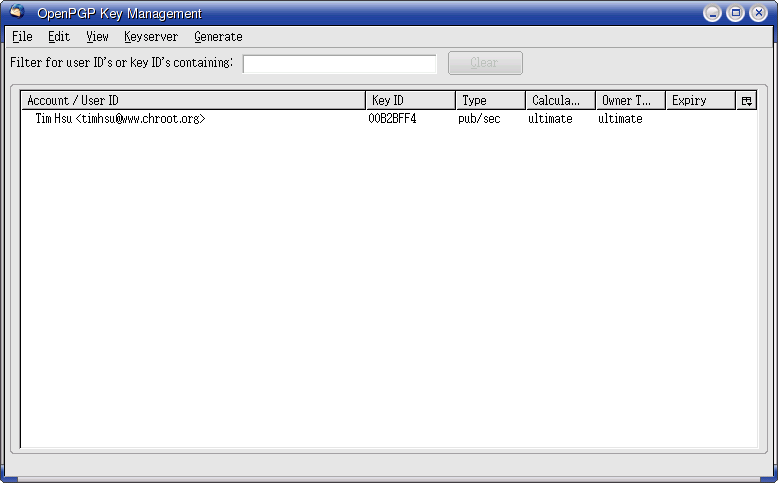 OpenPGP Key Management
File Edit View Keyserver Generate
Filter for user ID's or key ID's containing: Clear
Account / User ID Key ID Type Calcula... Owner T... Expiry
Tim Hsu <timhsu@www.chroot.org> 00B2BFF4 pub/sec ultimate ultimate